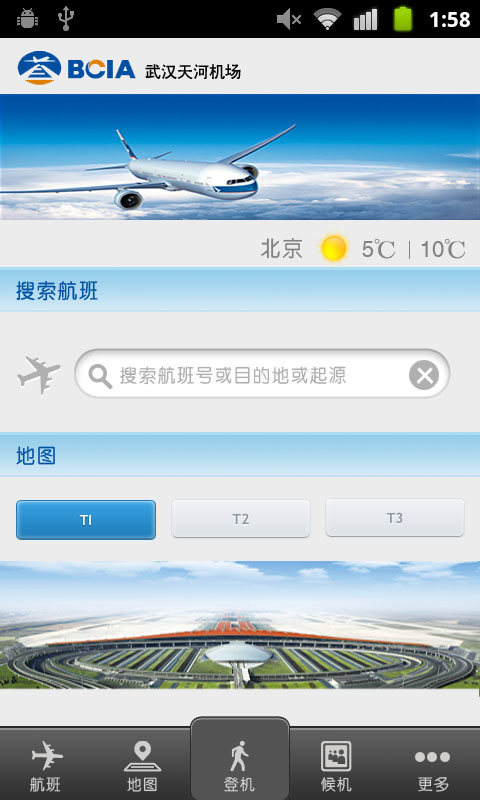 1:58
BCIA 武汉天河机场
北京 5℃ | 10℃
搜索航班
搜索航班号或目的地或起源
地图
T1 T2 T3
航班 地图 登机 候机 更多